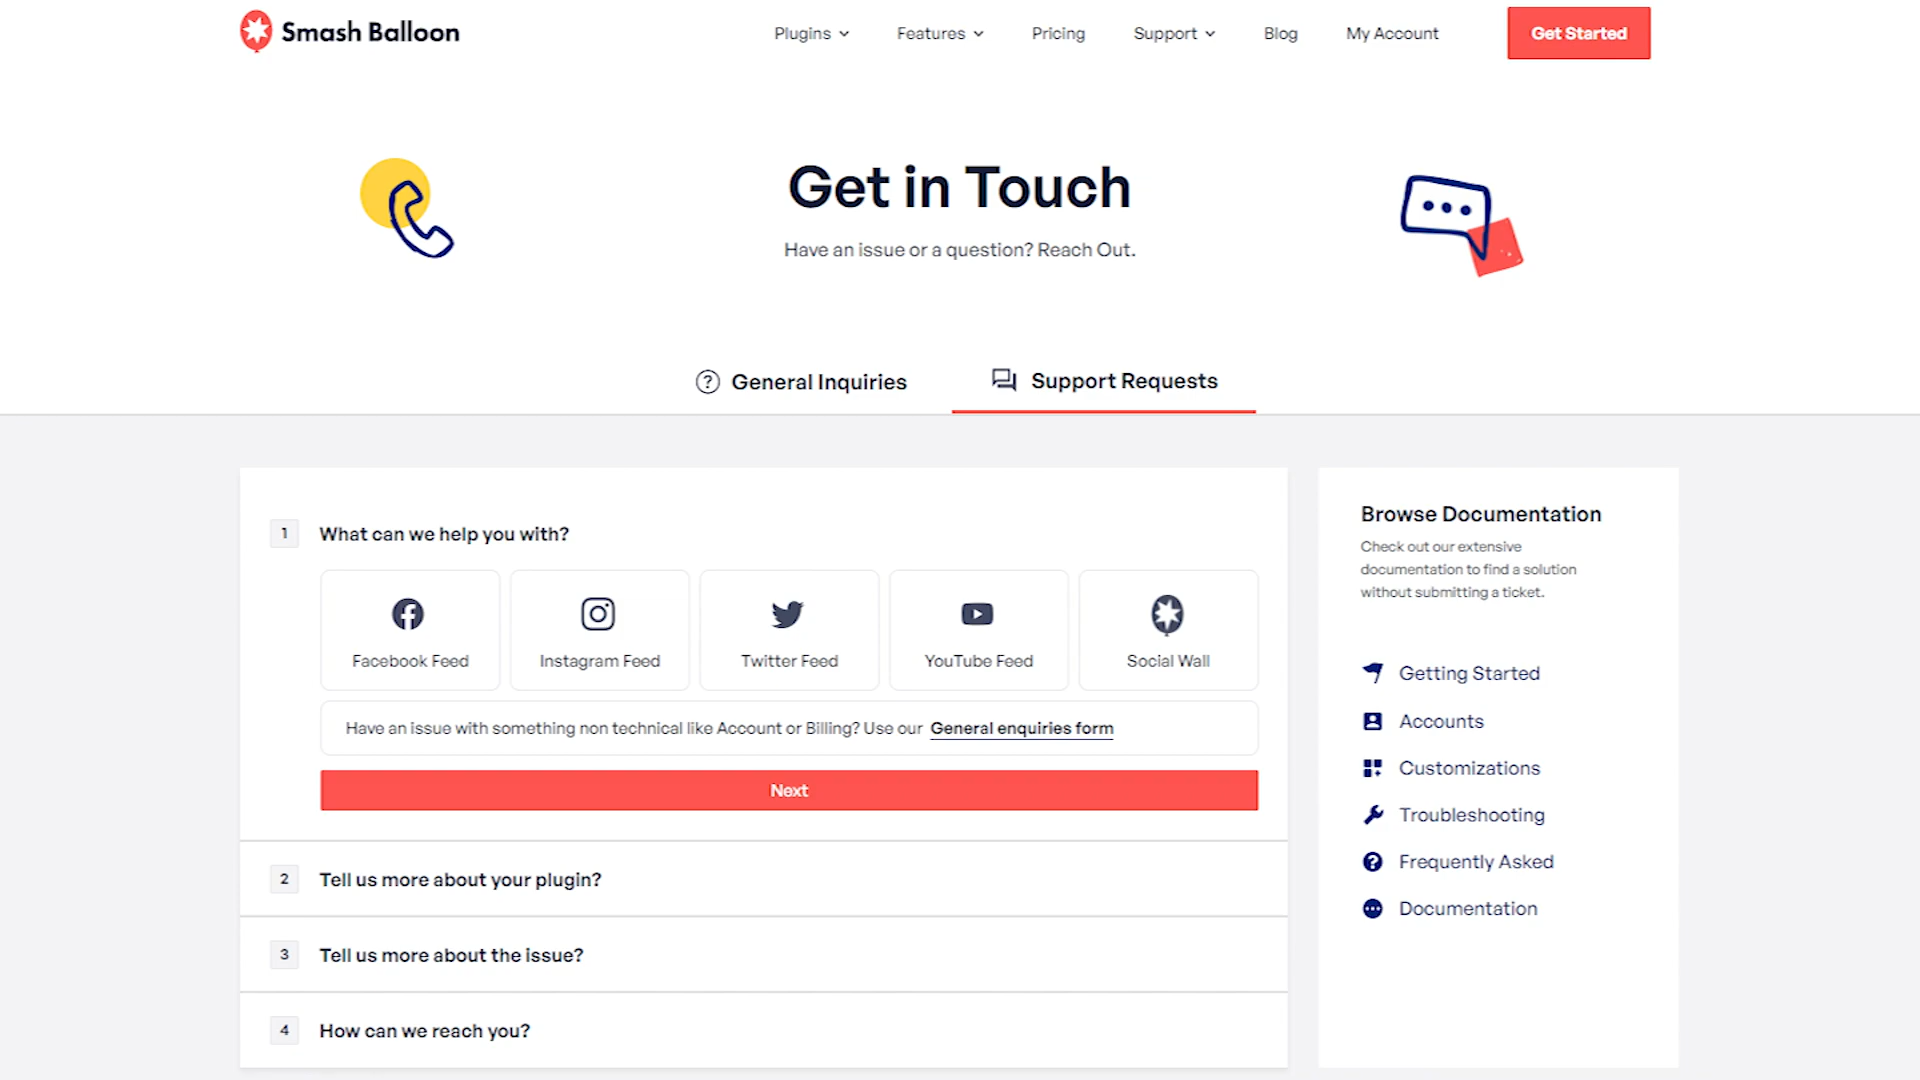 Smash Balloon
Plugins
Features
Pricing
Support
Blog
My Account
Get Started
Get in Touch
Have an issue or a question? Reach Out.
General Inquiries
Support Requests
1
What can we help you with?
Facebook Feed
Instagram Feed
Twitter Feed
YouTube Feed
Social Wall
Have an issue with something non technical like Account or Billing? Use our General enquiries form
Next
2
Tell us more about your plugin?
3
Tell us more about the issue?
4
How can we reach you?
Browse Documentation
Check out our extensive
documentation to find a solution
without submitting a ticket.
Getting Started
Accounts
Customizations
Troubleshooting
Frequently Asked
Documentation